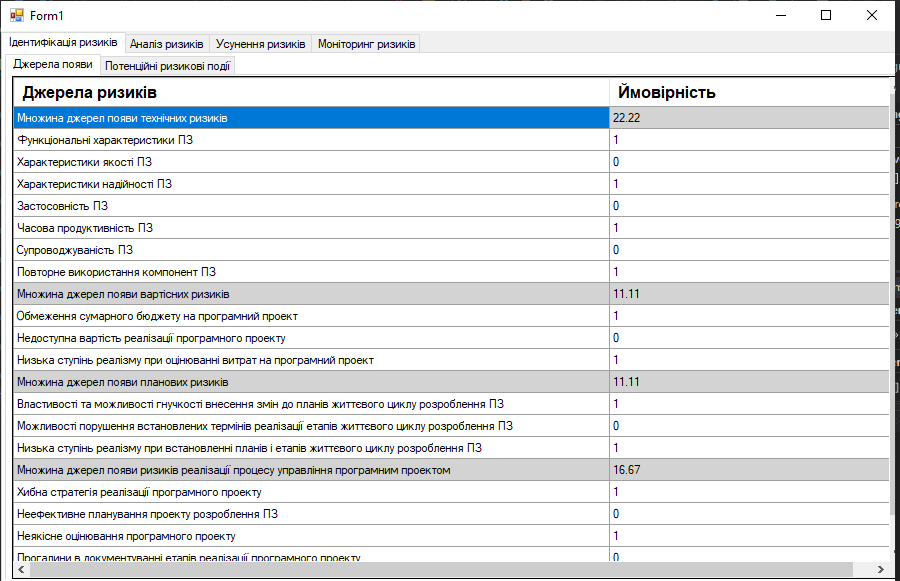 Form1
Ідентифікація ризиків Аналіз ризиків Усунення ризиків Моніторинг ризиків
Джерела появи Потенційні ризикові події
Джерела ризиків Ймовірність
Множина джерел появи технічних ризиків 22.22
Функціональні характеристики ПЗ 1
Характеристики якості ПЗ 0
Характеристики надійності ПЗ 1
Застосовність ПЗ 0
Часова продуктивність ПЗ 1
Супроводжуваність ПЗ 0
Повторне використання компонент ПЗ 1
Множина джерел появи вартісних ризиків 11.11
Обмеження сумарного бюджету на програмний проект 1
Недоступна вартість реалізації програмного проекту 0
Низька ступінь реалізму при оцінюванні витрат на програмний проект 1
Множина джерел появи планових ризиків 11.11
Властивості та можливості гнучкості внесення змін до планів життєвого циклу розроблення ПЗ 1
Можливості порушення встановлених термінів реалізації етапів життєвого циклу розроблення ПЗ 0
Низька ступінь реалізму при встановленні планів і етапів життєвого циклу розроблення ПЗ 1
Множина джерел появи ризиків реалізації процесу управління програмним проектом 16.67
Хибна стратегія реалізації програмного проекту 1
Неефективне планування проекту розроблення ПЗ 0
Неякісне оцінювання програмного проекту 1
Прогалини в документуванні етапів реалізації програмного проекту 0